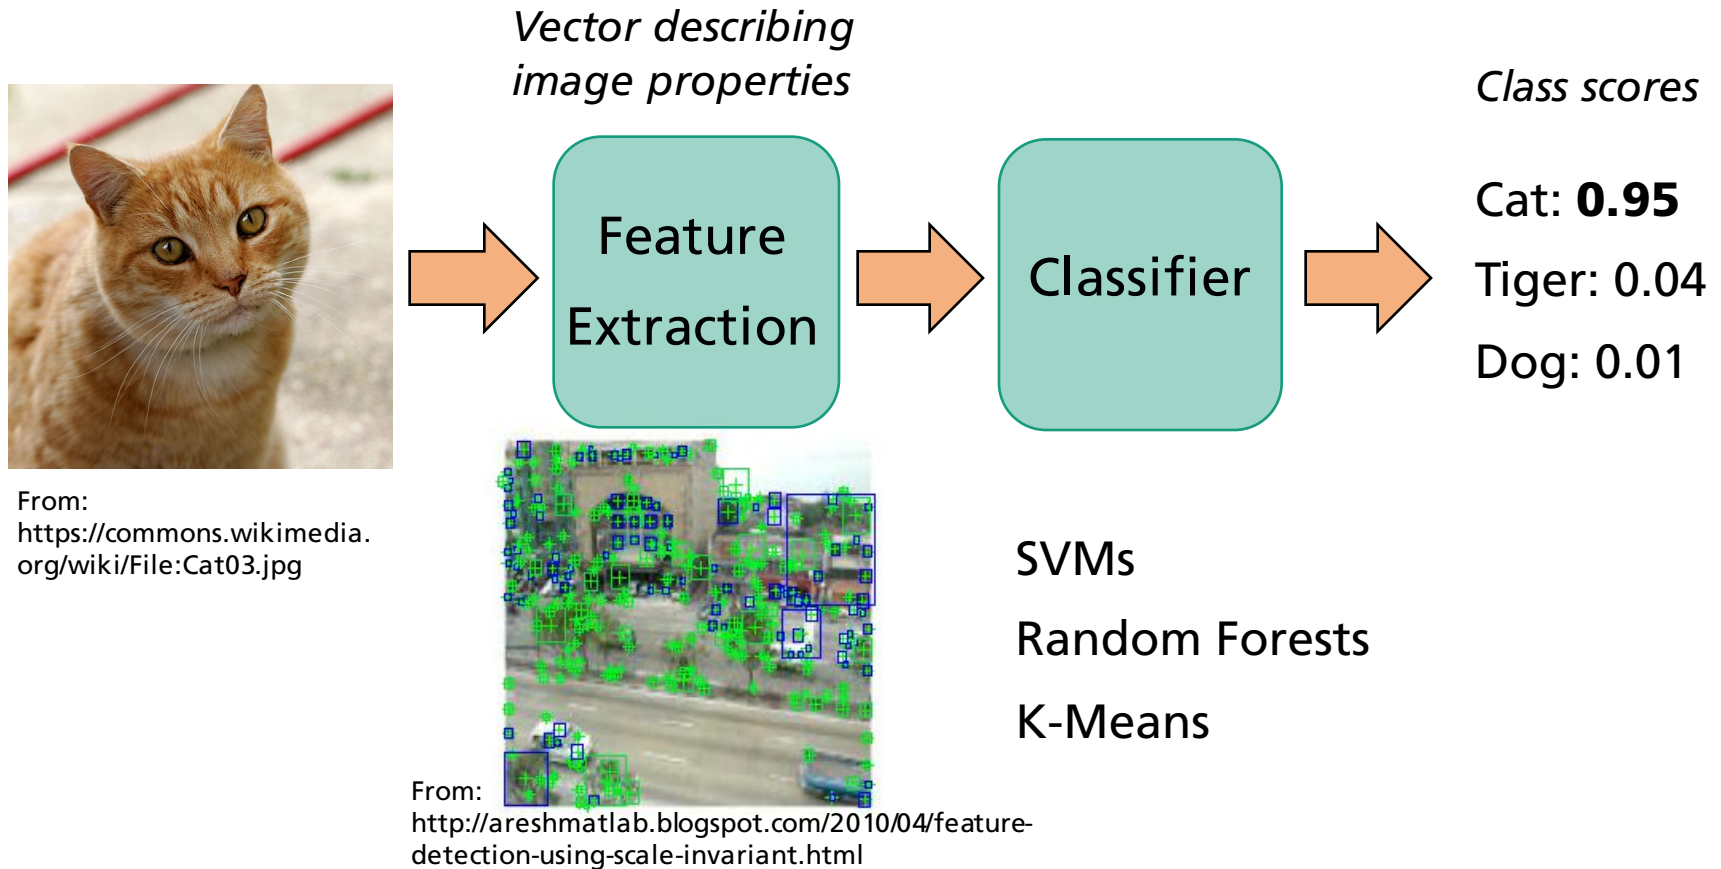 Vector describing
image properties
Class scores
Feature
Extraction
Classifier
Cat: 0.95
Tiger: 0.04
Dog: 0.01
From:
https://commons.wikimedia.
org/wiki/File:Cat03.jpg
SVMs
Random Forests
K-Means
From:
http://areshmatlab.blogspot.com/2010/04/feature-
detection-using-scale-invariant.html